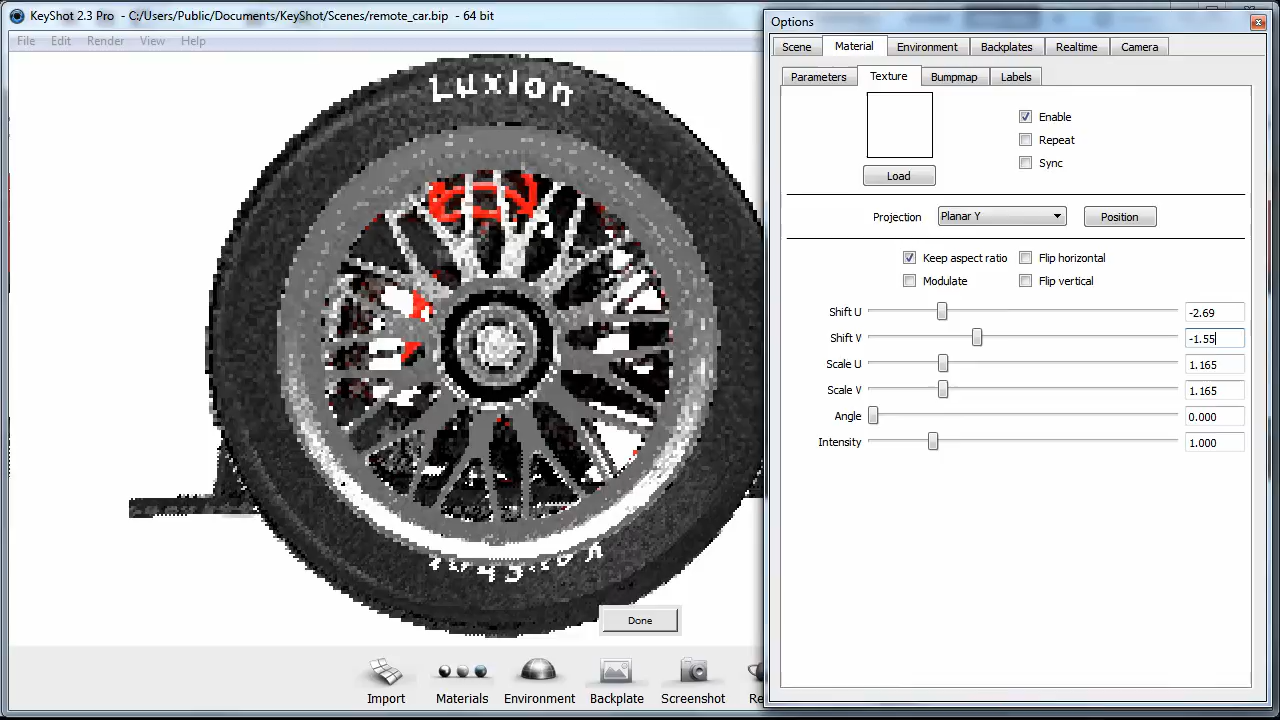 KeyShot 2.3 Pro - C:/Users/Public/Documents/KeyShot/Scenes/remote_car.bip - 64 bit
File Edit Render View Help
Luxion
Done
Import Materials Environment Backplate Screenshot Re
Options
Scene Material Environment Backplates Realtime Camera
Parameters Texture Bumpmap Labels
Enable
Repeat
Sync
Load
Projection Planar Y Position
Keep aspect ratio Flip horizontal
Modulate Flip vertical
Shift U -2.69
Shift V -1.55
Scale U 1.165
Scale V 1.165
Angle 0.000
Intensity 1.000